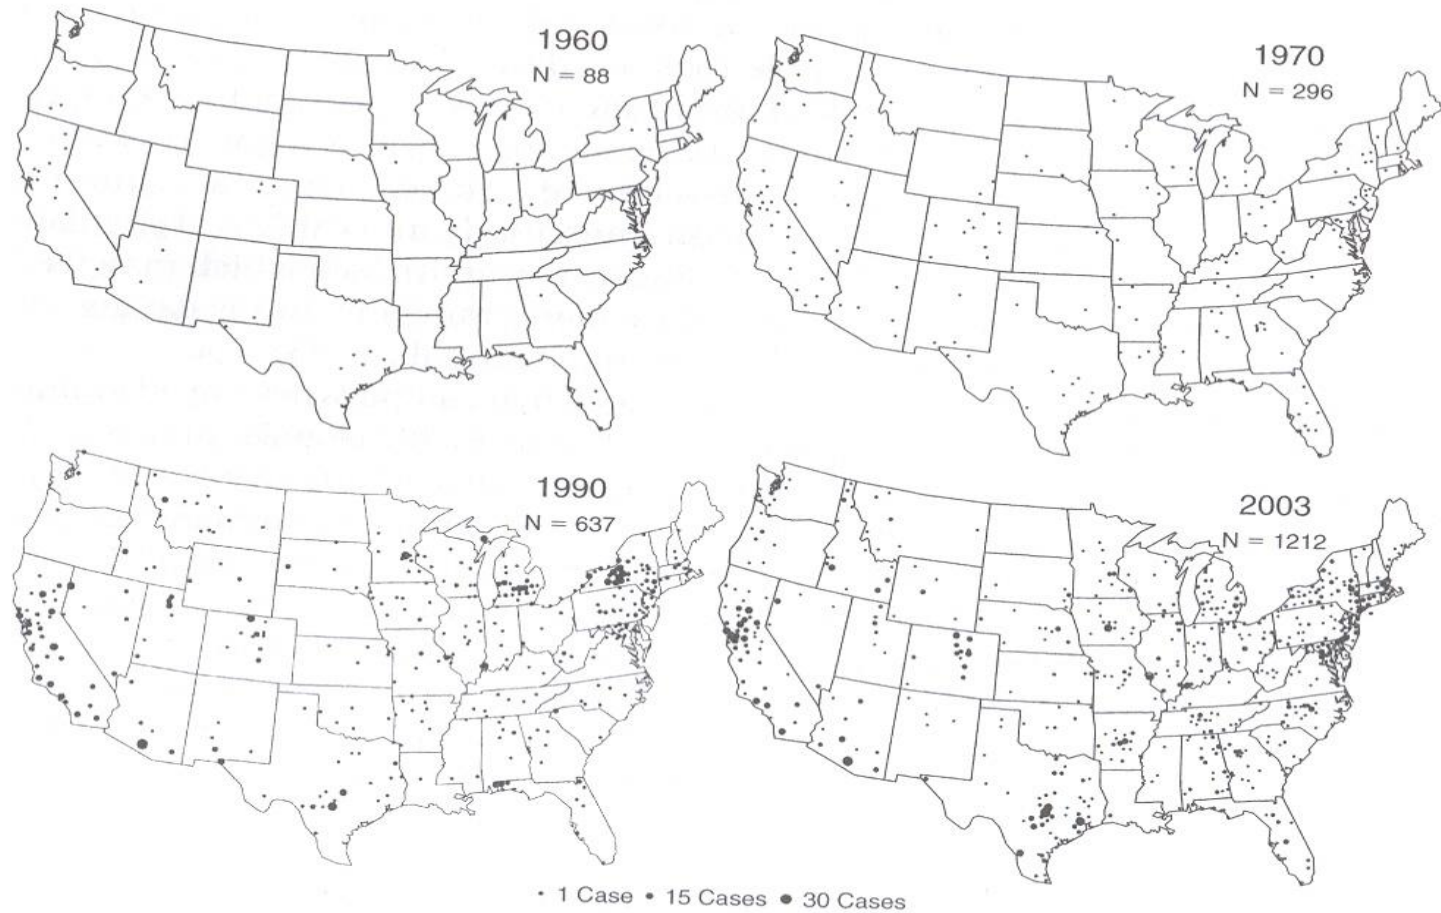 1960
N = 88
1970
N = 296
1990
N = 637
2003
N = 1212
1 Case 15 Cases 30 Cases